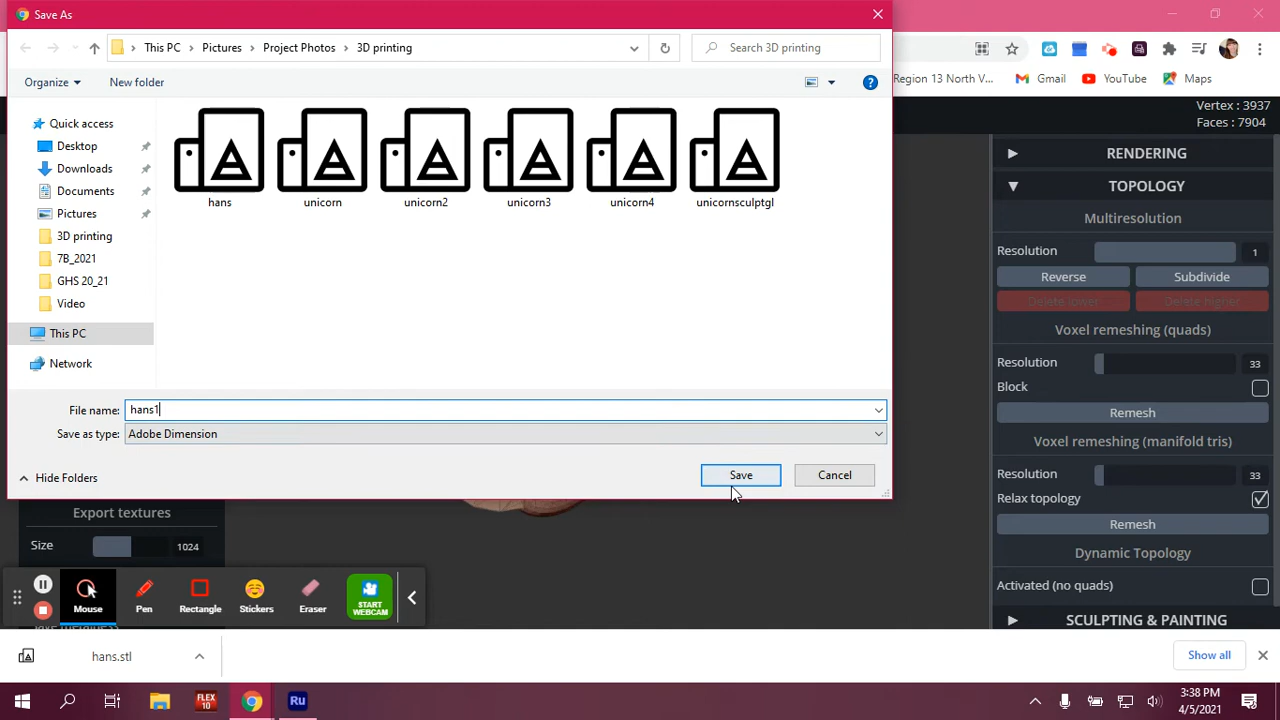 Save As
This PC
Pictures
Project Photos
3D printing
Search 3D printing
Organize
New folder
Quick access
Desktop
Downloads
Documents
Pictures
3D printing
7B_2021
GHS 20_21
Video
This PC
Network
hans
unicorn
unicorn2
unicorn3
unicorn4
unicornsculptgl
File name: hans1
Save as type: Adobe Dimension
Hide Folders
Save
Cancel
Region 13 North V...
Gmail
YouTube
Maps
Vertex : 3937
Faces : 7904
RENDERING
TOPOLOGY
Multiresolution
Resolution 1
Reverse
Subdivide
Delete lower
Delete higher
Voxel remeshing (quads)
Resolution 33
Block
Remesh
Voxel remeshing (manifold tris)
Resolution 33
Relax topology
Remesh
Dynamic Topology
Activated (no quads)
SCULPTING & PAINTING
Export textures
Size 1024
Mouse
Pen
Rectangle
Stickers
Eraser
START
WEBCAM
hans.stl
Show all
FLEX
10
Ru
3:38 PM
4/5/2021